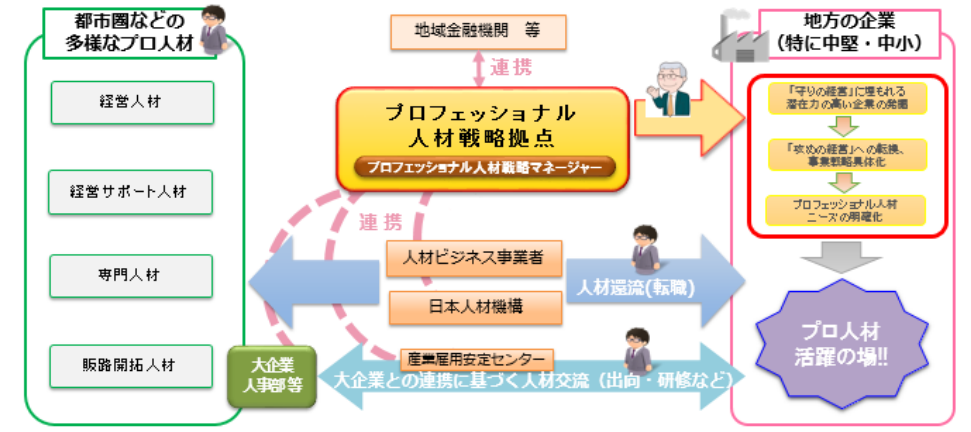 都市圏などの
多様なプロ人材
経営人材
経営サポート人材
専門人材
販路開拓人材
大企業
人事部等
地域金融機関　等
連携
プロフェッショナル
人材戦略拠点
プロフェッショナル人材戦略マネージャー
連携
人材ビジネス事業者
日本人材機構
人材還流(転職)
産業雇用安定センター
大企業との連携に基づく人材交流（出向・研修など）
地方の企業
（特に中堅・中小）
「守りの経営」に埋もれる
潜在力の高い企業の発掘
「攻めの経営」への転換、
事業戦略具体化
プロフェッショナル人材
ニーズの明確化
プロ人材
活躍の場!!